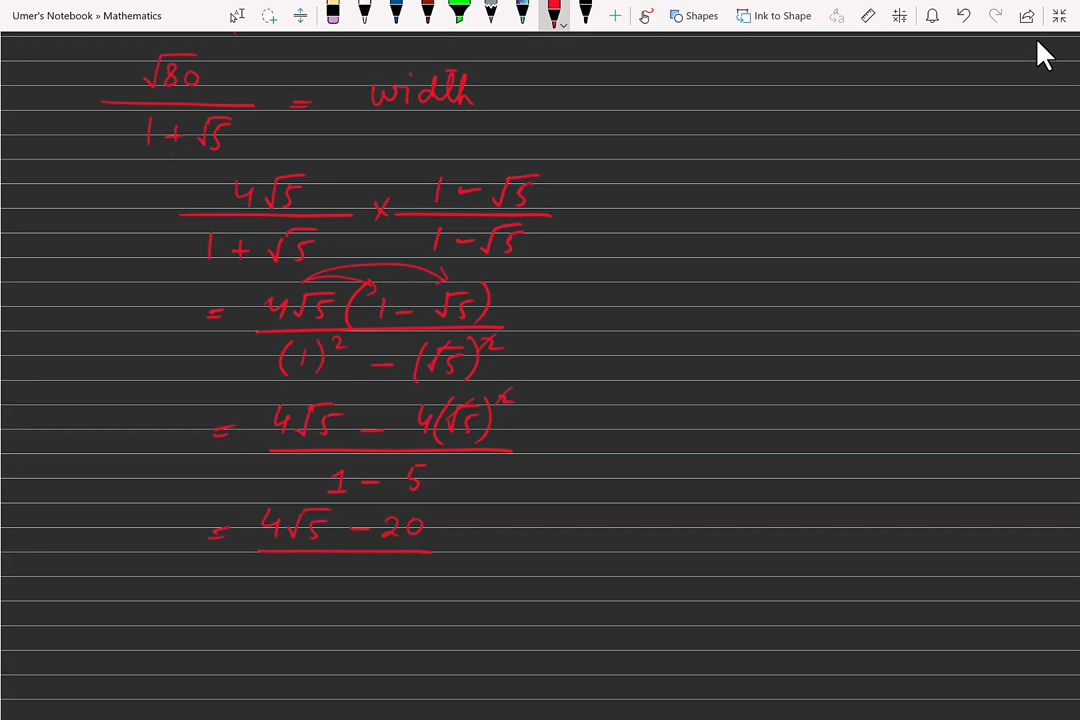 Umer's Notebook » Mathematics
Shapes
Ink to Shape
√80
1 + √5
= width
4√5
1 + √5
×
1 - √5
1 - √5
= 4√5(1 - √5)
(1)² - (√5)²
= 4√5 - 4(√5)²
1 - 5
= 4√5 - 20